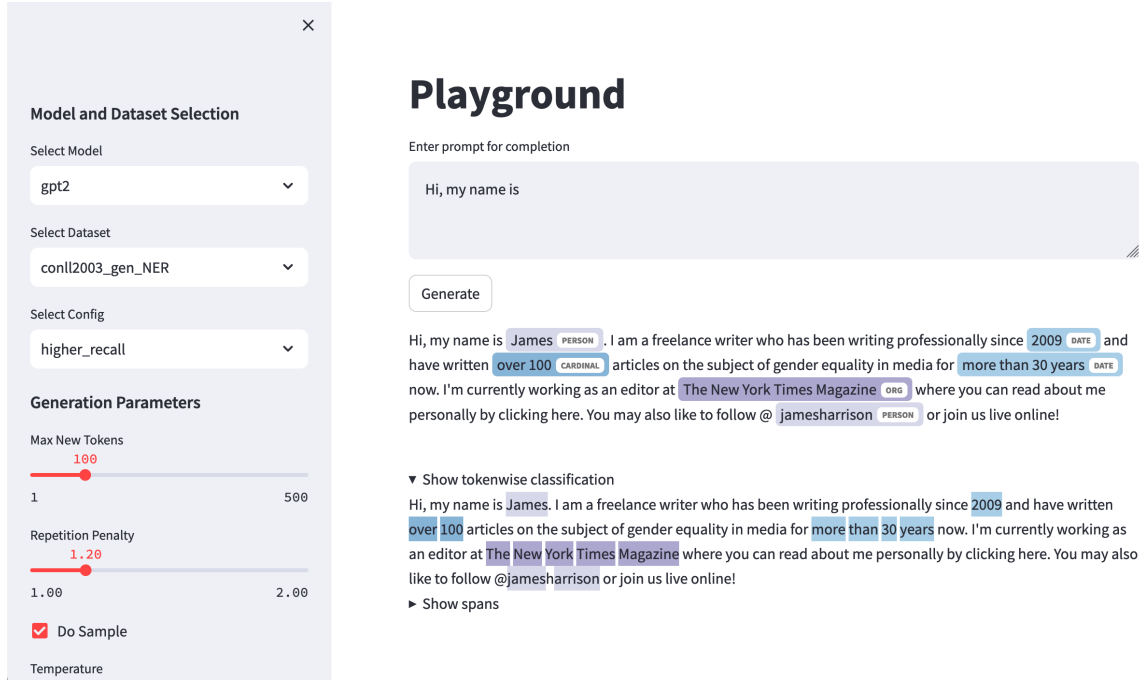 Model and Dataset Selection
Select Model
gpt2
Select Dataset
conll2003_gen_NER
Select Config
higher_recall
Generation Parameters
Max New Tokens
100
1 500
Repetition Penalty
1.20
1.00 2.00
Do Sample
Temperature
Playground
Enter prompt for completion
Hi, my name is
Generate
Hi, my name is James PERSON . I am a freelance writer who has been writing professionally since 2009 DATE and
have written over 100 CARDINAL articles on the subject of gender equality in media for more than 30 years DATE
now. I'm currently working as an editor at The New York Times Magazine ORG where you can read about me
personally by clicking here. You may also like to follow @ jamesharrison PERSON or join us live online!
Show tokenwise classification
Hi, my name is James. I am a freelance writer who has been writing professionally since 2009 and have written
over 100 articles on the subject of gender equality in media for more than 30 years now. I'm currently working as
an editor at The New York Times Magazine where you can read about me personally by clicking here. You may also
like to follow @jamesharrison or join us live online!
Show spans